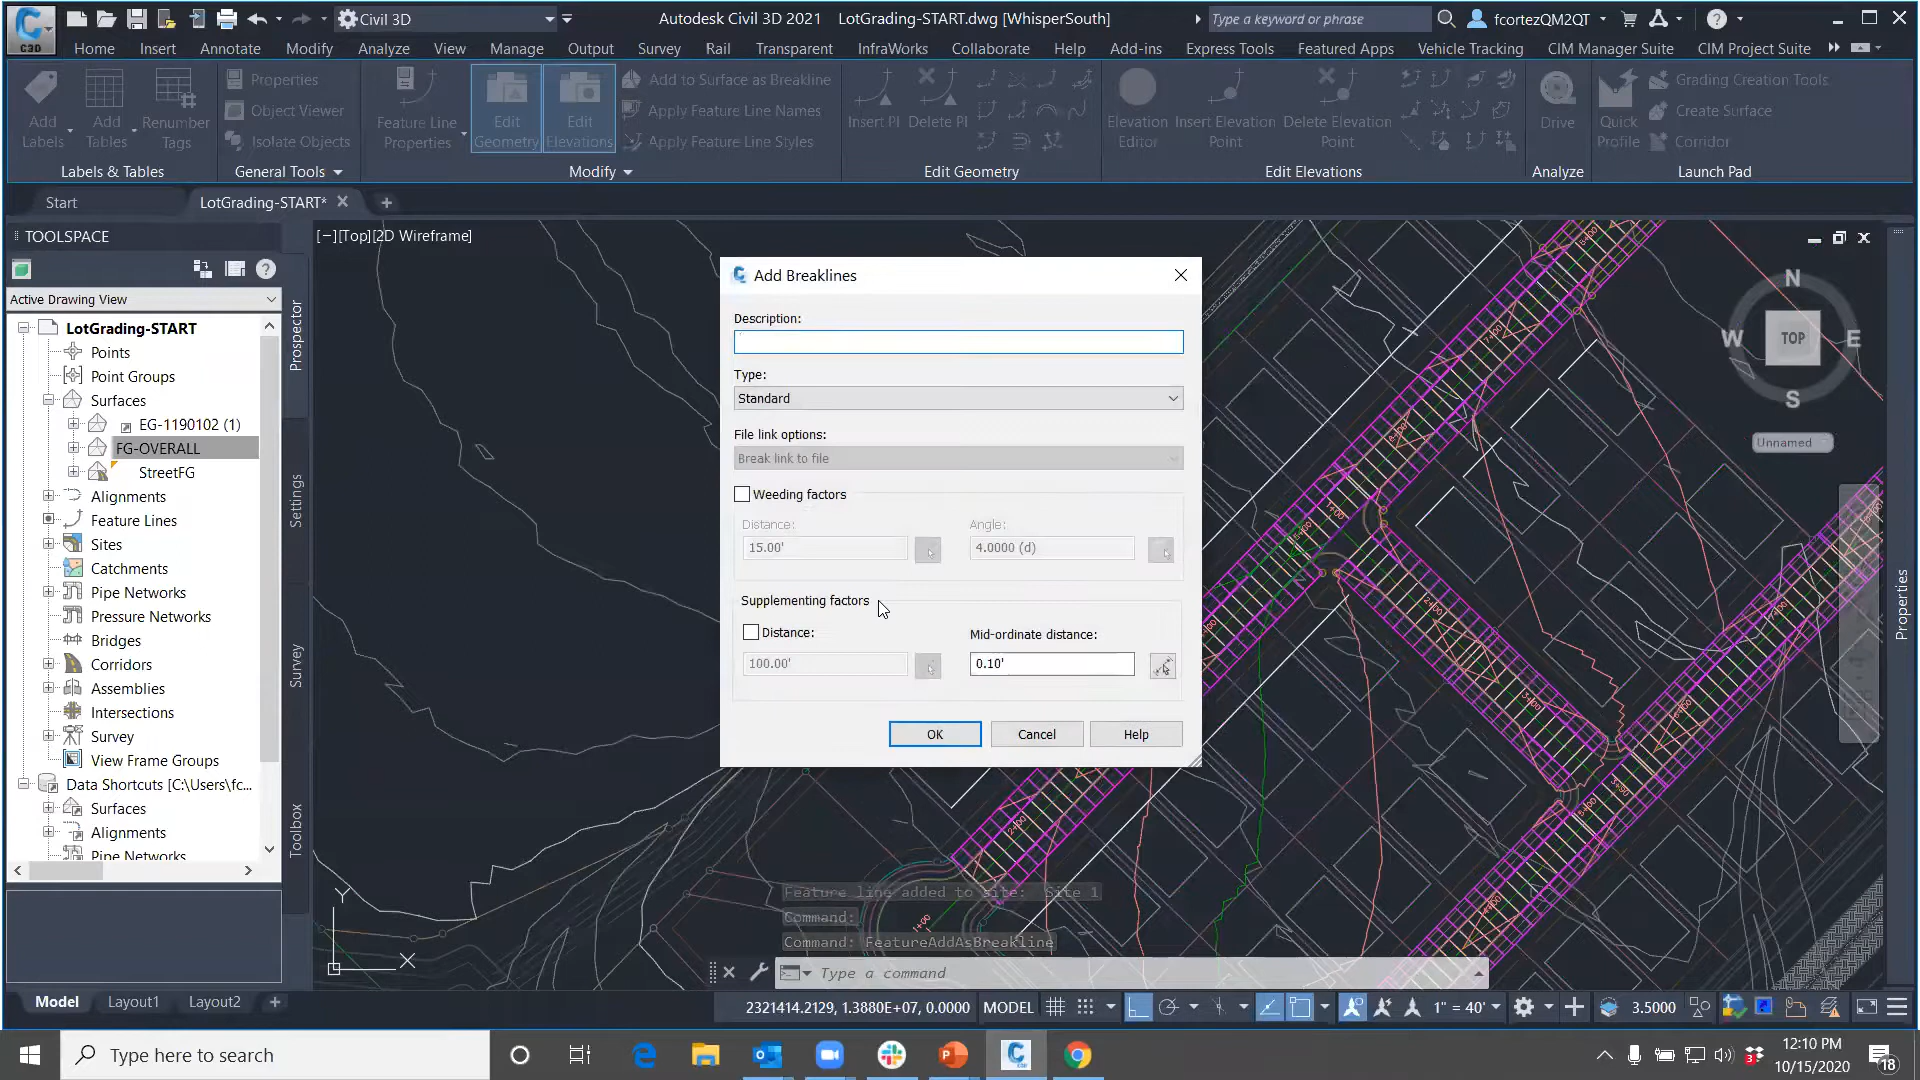 Civil 3D
Autodesk Civil 3D 2021 LotGrading-START.dwg [WhisperSouth]
Type a keyword or phrase
fcortezQM2QT
C3D
Home Insert Annotate Modify Analyze View Manage Output Survey Rail Transparent InfraWorks Collaborate Help Add-ins Express Tools Featured Apps Vehicle Tracking CIM Manager Suite CIM Project Suite
Add Labels
Add Tables
Renumber Tags
Properties
Object Viewer
Isolate Objects
Feature Line Properties
Edit Geometry
Edit Elevations
Add to Surface as Breakline
Apply Feature Line Names
Apply Feature Line Styles
Insert PI
Delete PI
Elevation Editor
Insert Elevation Point
Delete Elevation Point
Drive
Quick Profile
Grading Creation Tools
Create Surface
Corridor
Labels & Tables General Tools Modify Edit Geometry Edit Elevations Analyze Launch Pad
Start LotGrading-START*
TOOLSPACE
Active Drawing View
LotGrading-START
Points
Point Groups
Surfaces
EG-1190102 (1)
FG-OVERALL
StreetFG
Alignments
Feature Lines
Sites
Catchments
Pipe Networks
Pressure Networks
Bridges
Corridors
Assemblies
Intersections
Survey
View Frame Groups
Data Shortcuts [C:\Users\fc...
Surfaces
Alignments
Pipe Networks
Prospector
Settings
Survey
Toolbox
[−][Top][2D Wireframe]
Add Breaklines
Description:
Type:
Standard
File link options:
Break link to file
Weeding factors
Distance: Angle:
15.00' 4.0000 (d)
Supplementing factors
Distance: Mid-ordinate distance:
100.00' 0.10'
OK Cancel Help
N
W TOP E
S
Unnamed
Properties
Feature line added to site: Site 1
Command:
Command: FeatureAddAsBreakline
Type a command
Y
X
Model Layout1 Layout2
2321414.2129, 1.3880E+07, 0.0000 MODEL
1" = 40'
3.5000
Type here to search
12:10 PM
10/15/2020
18